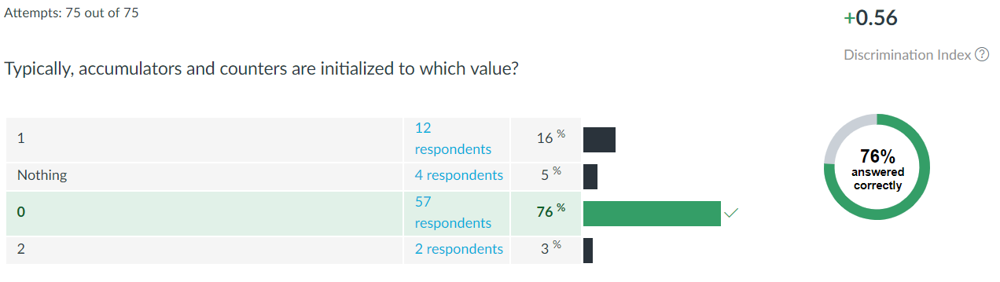 Attempts: 75 out of 75
+0.56
Discrimination Index ?
Typically, accumulators and counters are initialized to which value?
1
12
respondents
16 %
Nothing
4 respondents
5 %
0
57
respondents
76 %
2
2 respondents
3 %
76%
answered
correctly